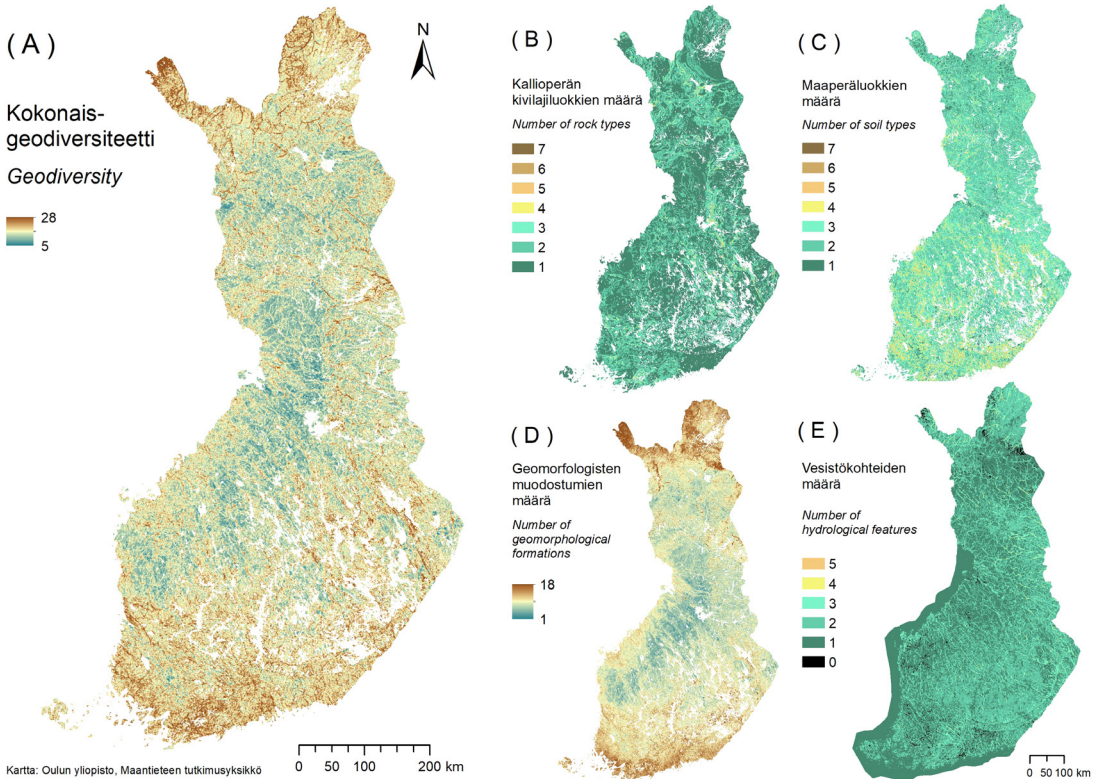 ( A )
N
Kokonais-
geodiversiteetti
Geodiversity
28
5
Kartta: Oulun yliopisto, Maantieteen tutkimusyksikkö
0 50 100 200 km
( B )
Kallioperän
kivilajiluokkien määrä
Number of rock types
7
6
5
4
3
2
1
( C )
Maaperäluokkien
määrä
Number of soil types
7
6
5
4
3
2
1
( D )
Geomorfologisten
muodostumien
määrä
Number of
geomorphological
formations
18
1
( E )
Vesistökohteiden
määrä
Number of
hydrological features
5
4
3
2
1
0
0 50 100 km